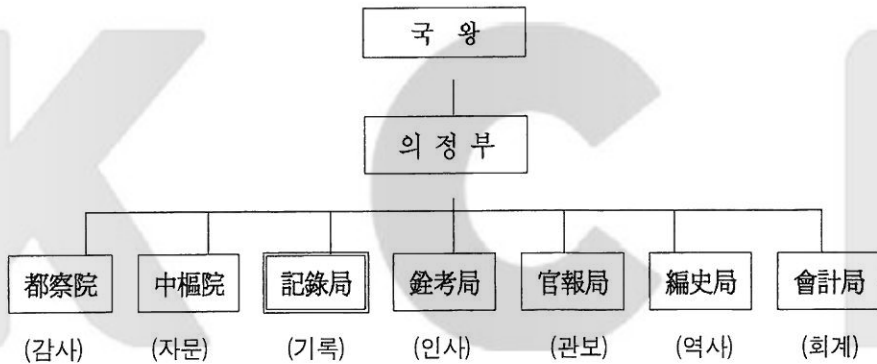 국 왕
의 정 부
都察院 中樞院 記錄局 銓考局 官報局 編史局 會計局
(감사) (자문) (기록) (인사) (관보) (역사) (회계)